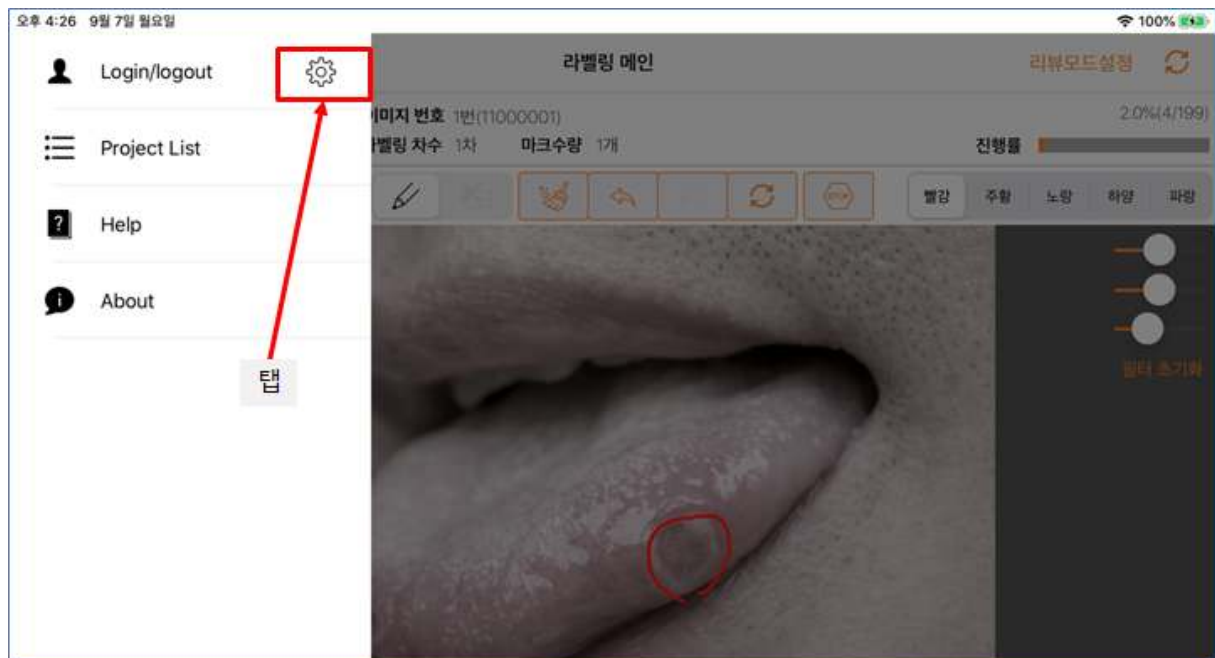 오후 4:26 9월 7일 월요일
100%
Login/logout
Project List
?
Help
i
About
탭
라벨링 메인
리뷰모드설정
이미지 번호 1번(11000001)
2.0%(4/199)
라벨링 차수 1차 마크수량 1개
진행률
STOP
빨강 주황 노랑 하양 파랑
필터 초기화